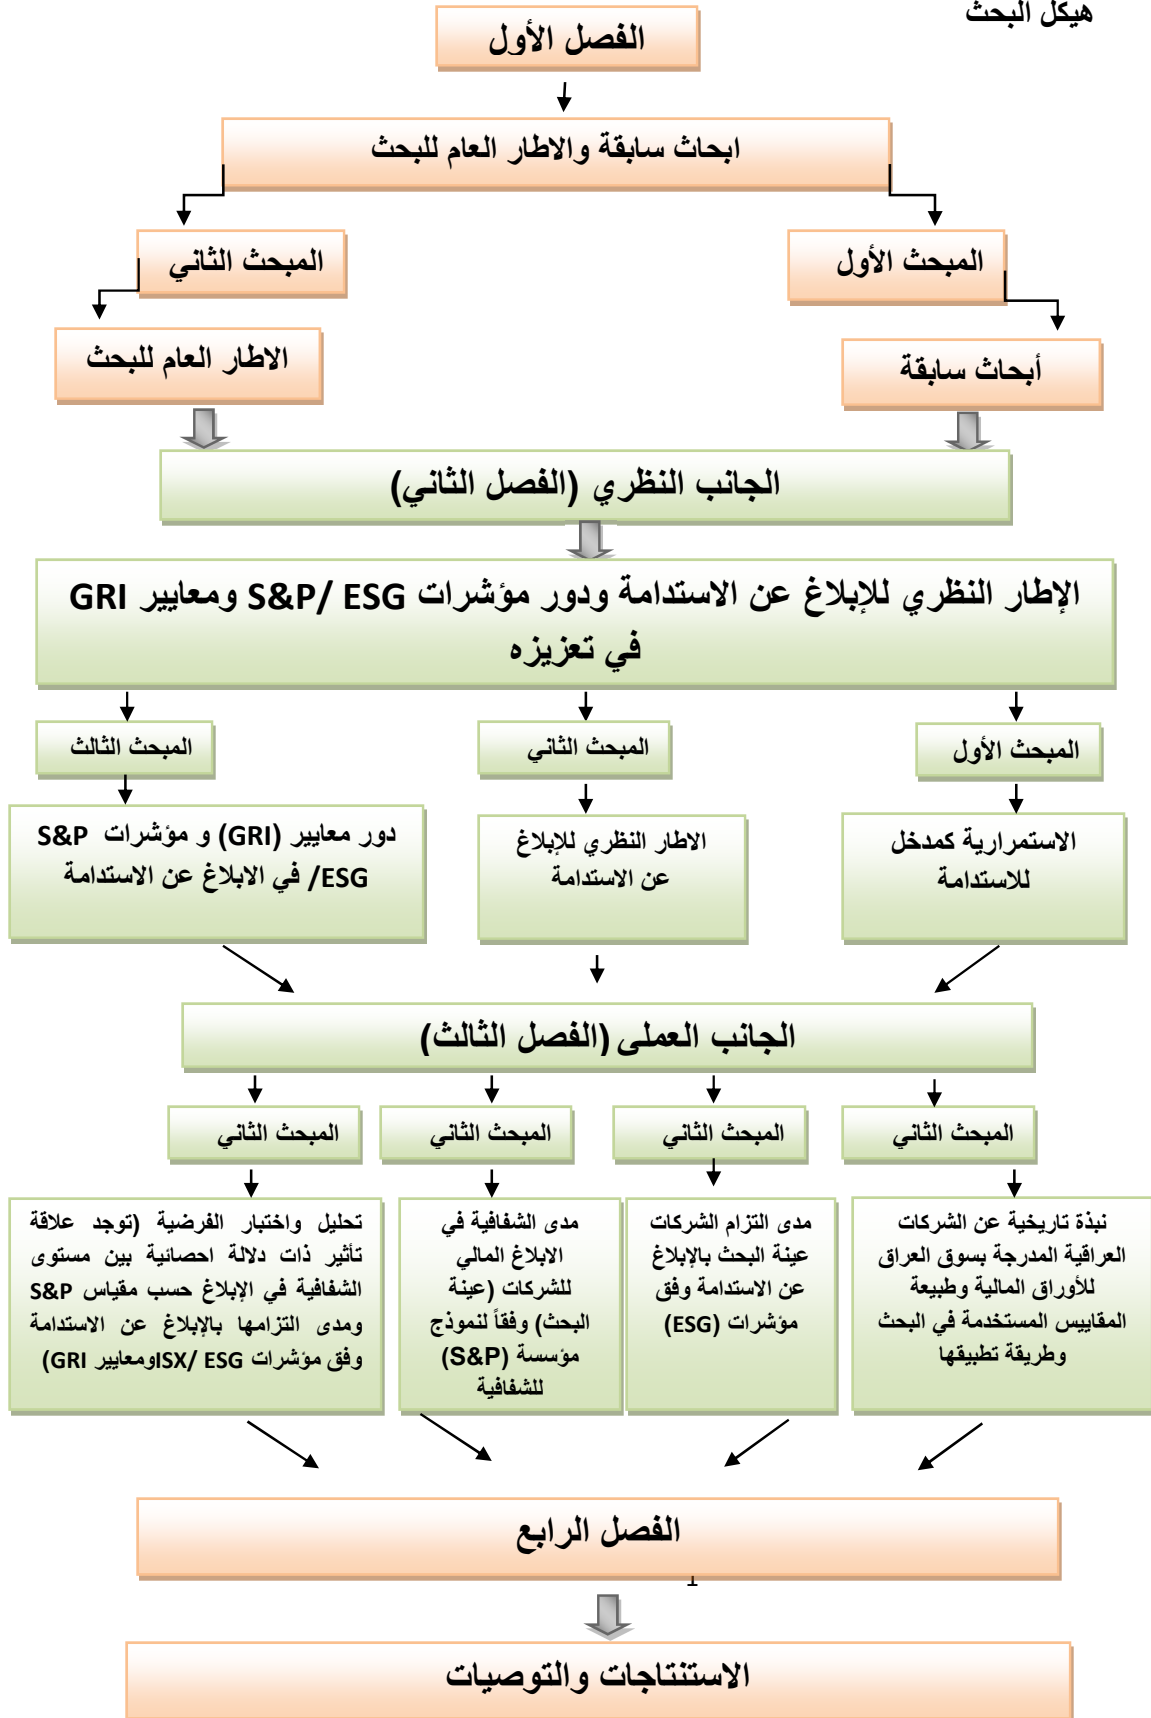 هيكل البحث
الفصل الأول
ابحاث سابقة والاطار العام للبحث
المبحث الأول
المبحث الثاني
أبحاث سابقة
الاطار العام للبحث
الجانب النظري (الفصل الثاني)
الإطار النظري للإبلاغ عن الاستدامة ودور مؤشرات S&P/ ESG ومعايير GRI
في تعزيزه
المبحث الأول
المبحث الثاني
المبحث الثالث
الاستمرارية كمدخل
للاستدامة
الاطار النظري للإبلاغ
عن الاستدامة
دور معايير (GRI) و مؤشرات S&P
/ESG في الابلاغ عن الاستدامة
الجانب العملي (الفصل الثالث)
المبحث الثاني
المبحث الثاني
المبحث الثاني
المبحث الثاني
نبذة تاريخية عن الشركات
العراقية المدرجة بسوق العراق
للأوراق المالية وطبيعة
المقاييس المستخدمة في البحث
وطريقة تطبيقها
مدى التزام الشركات
عينة البحث بالإبلاغ
عن الاستدامة وفق
مؤشرات (ESG)
مدى الشفافية في
الابلاغ المالي
للشركات (عينة
البحث) وفقاً لنموذج
مؤسسة (S&P)
للشفافية
تحليل واختبار الفرضية (توجد علاقة
تأثير ذات دلالة احصائية بين مستوى
الشفافية في الإبلاغ حسب مقياس S&P
ومدى التزامها بالإبلاغ عن الاستدامة
وفق مؤشرات ISX/ ESGومعايير GRI)
الفصل الرابع
الاستنتاجات والتوصيات